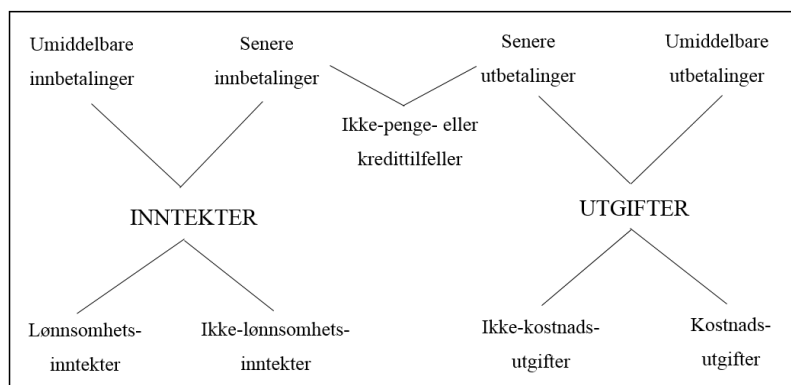 Umiddelbare
innbetalinger
Senere
innbetalinger
Senere
utbetalinger
Umiddelbare
utbetalinger
Ikke-penge- eller
kredittilfeller
INNTEKTER
UTGIFTER
Lønnsomhets-
inntekter
Ikke-lønnsomhets-
inntekter
Ikke-kostnads-
utgifter
Kostnads-
utgifter